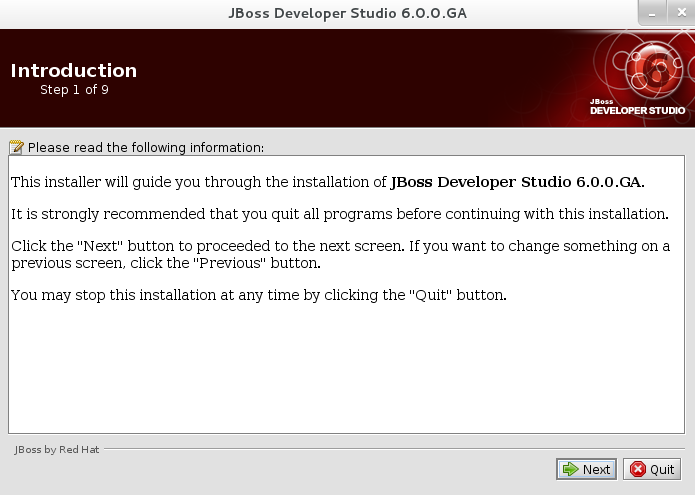 JBoss Developer Studio 6.0.0.GA
Introduction
Step 1 of 9
JBoss
DEVELOPER STUDIO
Please read the following information:
This installer will guide you through the installation of JBoss Developer Studio 6.0.0.GA.
It is strongly recommended that you quit all programs before continuing with this installation.
Click the "Next" button to proceeded to the next screen. If you want to change something on a
previous screen, click the "Previous" button.
You may stop this installation at any time by clicking the "Quit" button.
JBoss by Red Hat
Next
Quit